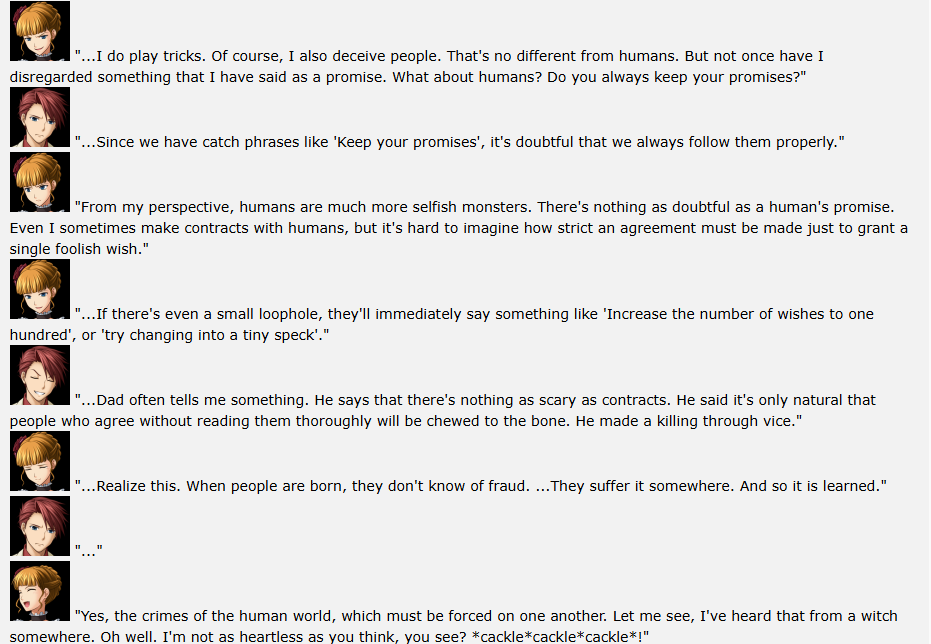 "...I do play tricks. Of course, I also deceive people. That's no different from humans. But not once have I
disregarded something that I have said as a promise. What about humans? Do you always keep your promises?"
"...Since we have catch phrases like 'Keep your promises', it's doubtful that we always follow them properly."
"From my perspective, humans are much more selfish monsters. There's nothing as doubtful as a human's promise.
Even I sometimes make contracts with humans, but it's hard to imagine how strict an agreement must be made just to grant a
single foolish wish."
"...If there's even a small loophole, they'll immediately say something like 'Increase the number of wishes to one
hundred', or 'try changing into a tiny speck'."
"...Dad often tells me something. He says that there's nothing as scary as contracts. He said it's only natural that
people who agree without reading them thoroughly will be chewed to the bone. He made a killing through vice."
"...Realize this. When people are born, they don't know of fraud. ...They suffer it somewhere. And so it is learned."
"..."
"Yes, the crimes of the human world, which must be forced on one another. Let me see, I've heard that from a witch
somewhere. Oh well. I'm not as heartless as you think, you see? *cackle*cackle*cackle*!"